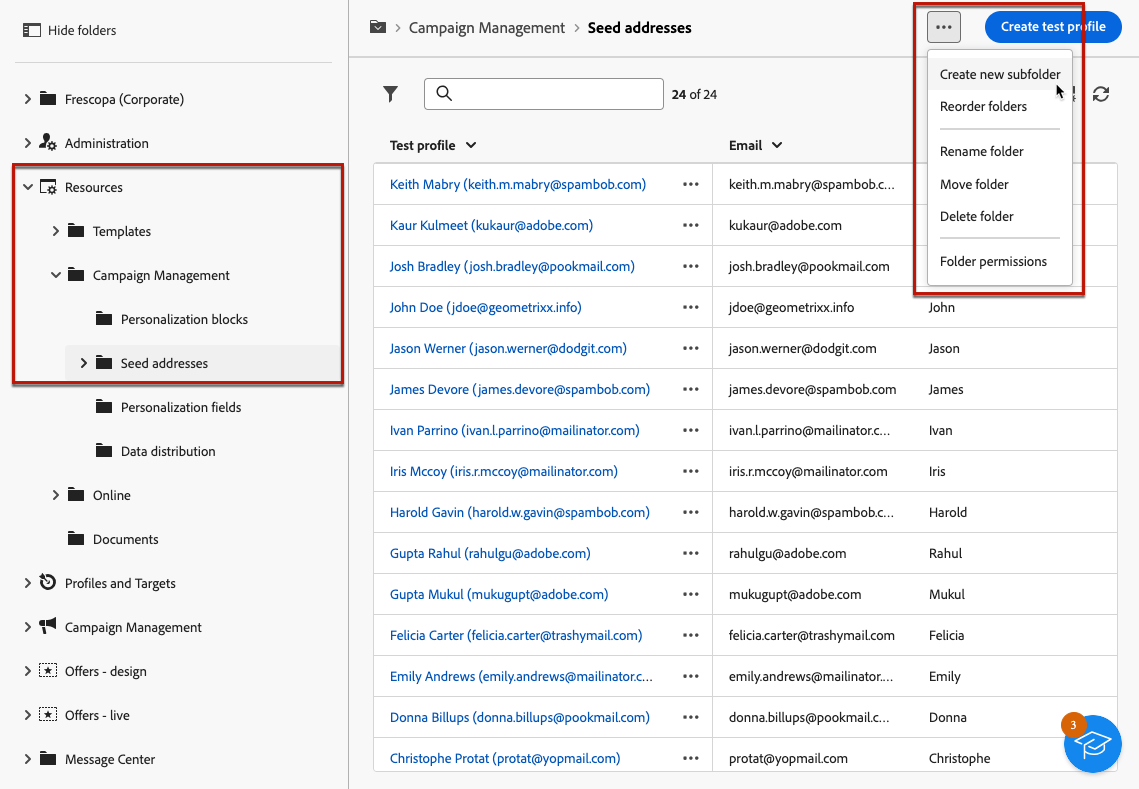 Hide folders
Frescopa (Corporate)
Administration
Resources
Templates
Campaign Management
Personalization blocks
Seed addresses
Personalization fields
Data distribution
Online
Documents
Profiles and Targets
Campaign Management
Offers - design
Offers - live
Message Center
Campaign Management > Seed addresses
Create test profile
Create new subfolder
Reorder folders
Rename folder
Move folder
Delete folder
Folder permissions
24 of 24
Test profile Email
Keith Mabry (keith.m.mabry@spambob.com) keith.m.mabry@spambob.c...
Kaur Kulmeet (kukaur@adobe.com) kukaur@adobe.com
Josh Bradley (josh.bradley@pookmail.com) josh.bradley@pookmail.com
John Doe (jdoe@geometrixx.info) jdoe@geometrixx.info John
Jason Werner (jason.werner@dodgit.com) jason.werner@dodgit.com Jason
James Devore (james.devore@spambob.com) james.devore@spambob.com James
Ivan Parrino (ivan.l.parrino@mailinator.com) ivan.l.parrino@mailinator.c... Ivan
Iris Mccoy (iris.r.mccoy@mailinator.com) iris.r.mccoy@mailinator.com Iris
Harold Gavin (harold.w.gavin@spambob.com) harold.w.gavin@spambob.c... Harold
Gupta Rahul (rahulgu@adobe.com) rahulgu@adobe.com Rahul
Gupta Mukul (mukugupt@adobe.com) mukugupt@adobe.com Mukul
Felicia Carter (felicia.carter@trashymail.com) felicia.carter@trashymail.com Felicia
Emily Andrews (emily.andrews@mailinator.c... emily.andrews@mailinator.... Emily
Donna Billups (donna.billups@pookmail.com) donna.billups@pookmail.c... Donna
Christophe Protat (protat@yopmail.com) protat@yopmail.com Christophe
3